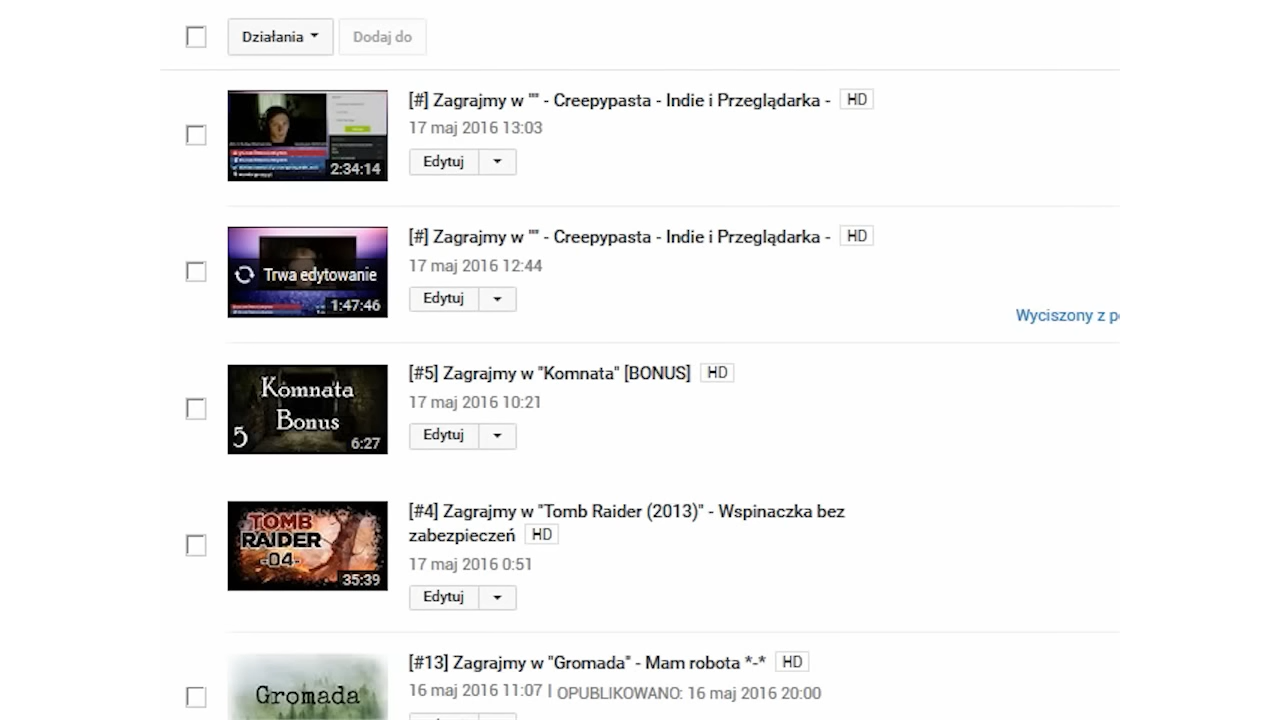 Działania
Dodaj do
[#] Zagrajmy w "" - Creepypasta - Indie i Przeglądarka - HD
17 maj 2016 13:03
2:34:14
Edytuj
[#] Zagrajmy w "" - Creepypasta - Indie i Przeglądarka - HD
17 maj 2016 12:44
Trwa edytowanie
1:47:46
Edytuj
Wyciszony z p
[#5] Zagrajmy w "Komnata" [BONUS] HD
17 maj 2016 10:21
Komnata
Bonus
5
6:27
Edytuj
[#4] Zagrajmy w "Tomb Raider (2013)" - Wspinaczka bez
zabezpieczeń HD
17 maj 2016 0:51
TOMB
RAIDER
-04-
35:39
Edytuj
[#13] Zagrajmy w "Gromada" - Mam robota *-* HD
16 maj 2016 11:07 | OPUBLIKOWANO: 16 maj 2016 20:00
Gromada